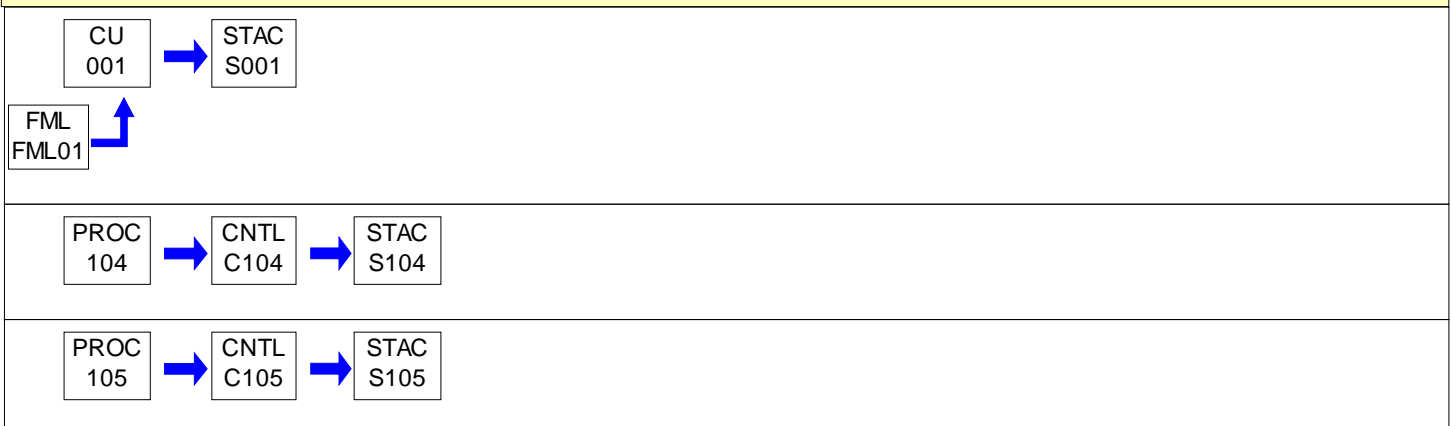 CU
001
STAC
S001
FML
FML01
PROC
104
CNTL
C104
STAC
S104
PROC
105
CNTL
C105
STAC
S105